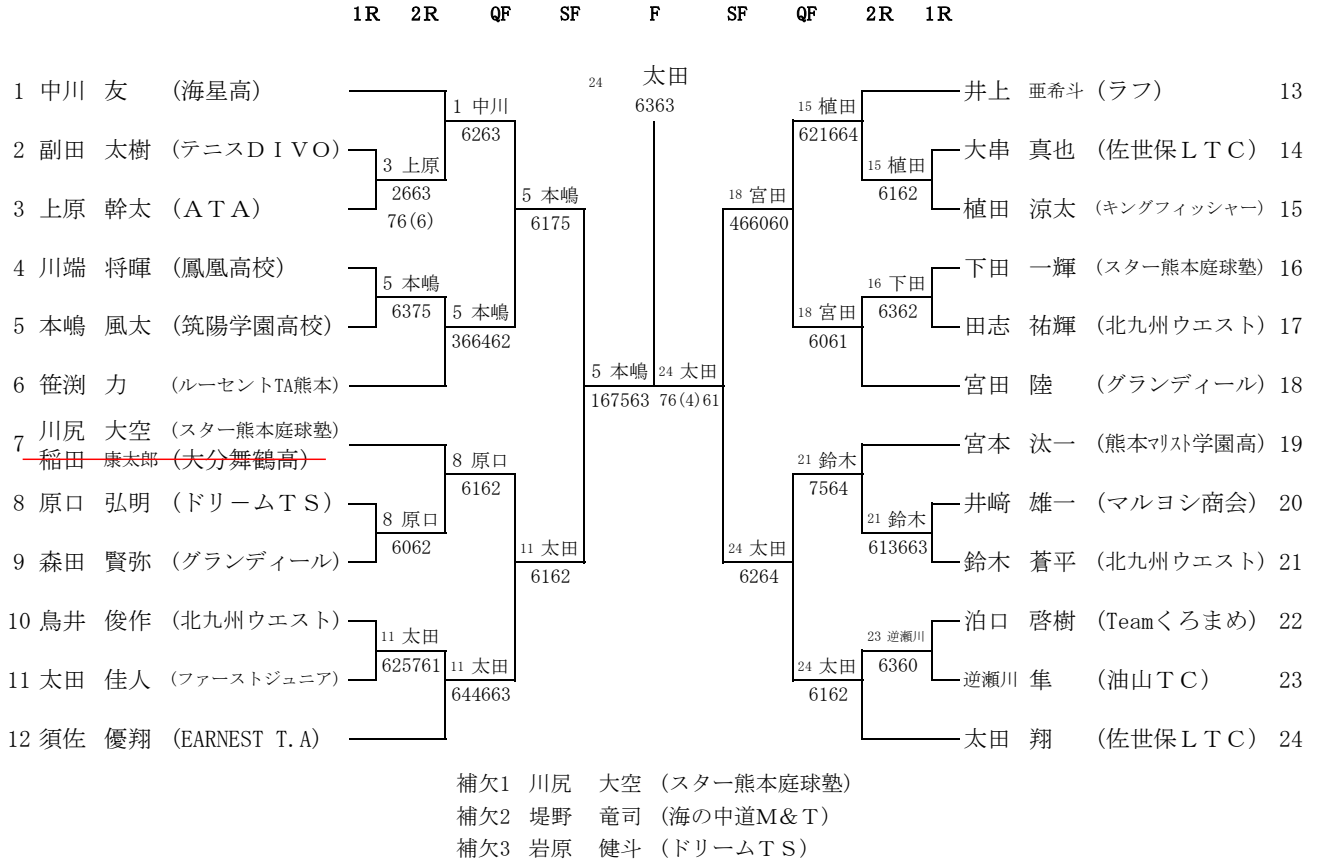 1R 2R QF SF F SF QF 2R 1R
24 太田
6363
1 中川 友 (海星高)
井上 亜希斗 (ラフ) 13
1 中川
6263
15 植田
621664
2 副田 太樹 (テニスＤＩＶＯ)
大串 真也 (佐世保ＬＴＣ) 14
3 上原
2663
76(6)
15 植田
6162
3 上原 幹太 (ＡＴＡ)
植田 涼太 (キングフィッシャー) 15
5 本嶋
6175
18 宮田
466060
4 川端 将暉 (鳳凰高校)
下田 一輝 (スター熊本庭球塾) 16
5 本嶋
6375
16 下田
6362
5 本嶋 風太 (筑陽学園高校)
田志 祐輝 (北九州ウエスト) 17
5 本嶋
366462
18 宮田
6061
6 笹渕 力 (ルーセントTA熊本)
宮田 陸 (グランディール) 18
5 本嶋 24 太田
167563 76(4)61
7 川尻 大空 (スター熊本庭球塾)
稲田 康太郎 (大分舞鶴高)
宮本 汰一 (熊本ﾏﾘｽﾄ学園高) 19
8 原口
6162
21 鈴木
7564
8 原口 弘明 (ドリームＴＳ)
井﨑 雄一 (マルヨシ商会) 20
8 原口
6062
21 鈴木
613663
9 森田 賢弥 (グランディール)
鈴木 蒼平 (北九州ウエスト) 21
11 太田
6162
24 太田
6264
10 鳥井 俊作 (北九州ウエスト)
泊口 啓樹 (Teamくろまめ) 22
11 太田
625761
23 逆瀬川
6360
11 太田 佳人 (ファーストジュニア)
逆瀬川 隼 (油山ＴＣ) 23
11 太田
644663
24 太田
6162
12 須佐 優翔 (EARNEST T.A)
太田 翔 (佐世保ＬＴＣ) 24
補欠1 川尻 大空 (スター熊本庭球塾)
補欠2 堤野 竜司 (海の中道M＆Ｔ)
補欠3 岩原 健斗 (ドリームＴＳ)